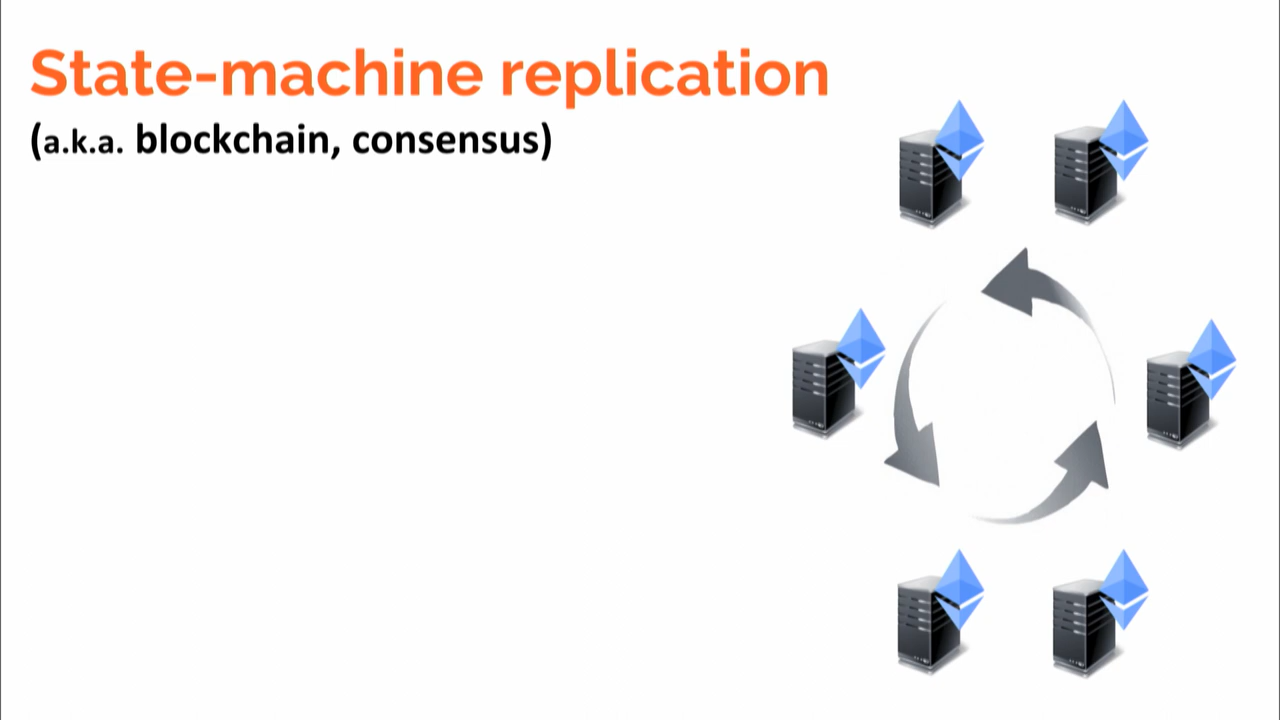 State-machine replication
(a.k.a. blockchain, consensus)